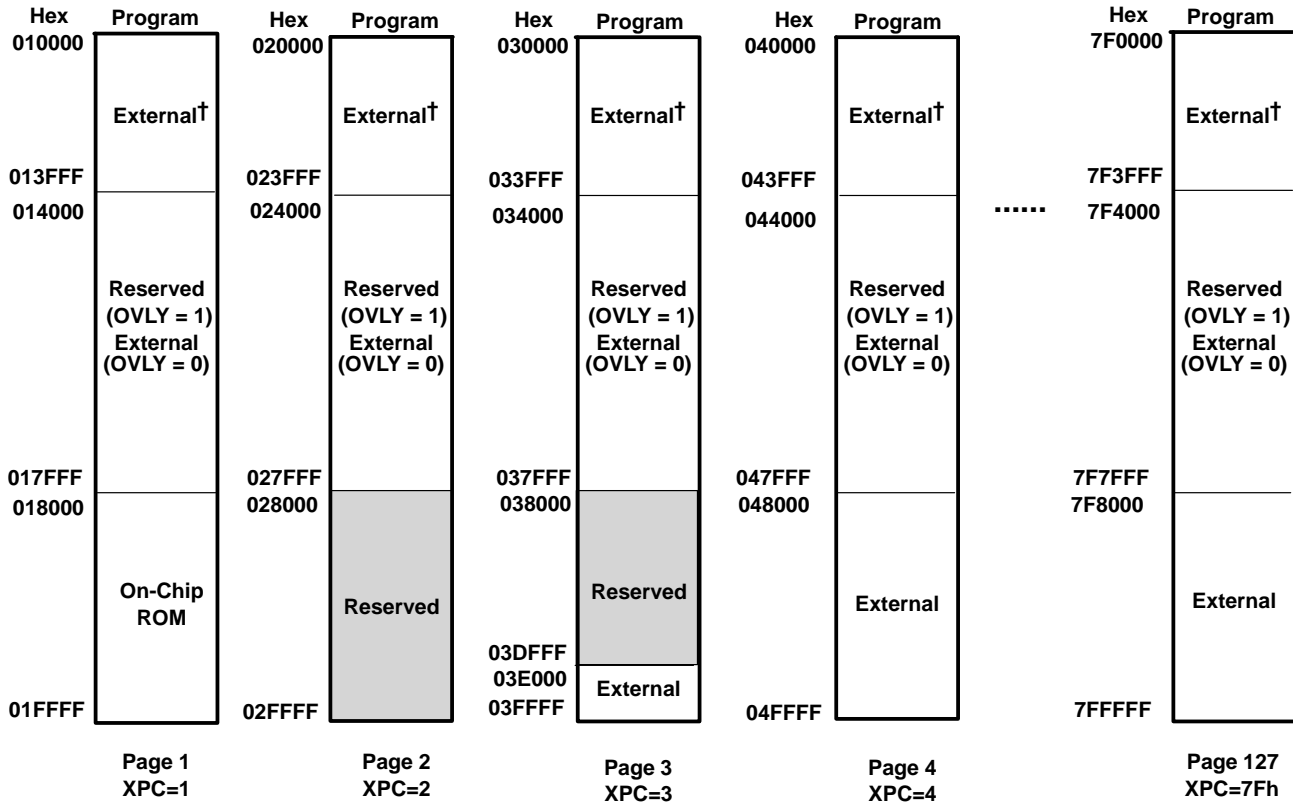 Hex Program
010000
External†
013FFF
014000
Reserved
(OVLY = 1)
External
(OVLY = 0)
017FFF
018000
On-Chip
ROM
01FFFF
Page 1
XPC=1
Hex Program
020000
External†
023FFF
024000
Reserved
(OVLY = 1)
External
(OVLY = 0)
027FFF
028000
Reserved
02FFFF
Page 2
XPC=2
Hex Program
030000
External†
033FFF
034000
Reserved
(OVLY = 1)
External
(OVLY = 0)
037FFF
038000
Reserved
03DFFF
03E000
External
03FFFF
Page 3
XPC=3
Hex Program
040000
External†
043FFF
044000
Reserved
(OVLY = 1)
External
(OVLY = 0)
047FFF
048000
External
04FFFF
Page 4
XPC=4
......
Hex Program
7F0000
External†
7F3FFF
7F4000
Reserved
(OVLY = 1)
External
(OVLY = 0)
7F7FFF
7F8000
External
7FFFFF
Page 127
XPC=7Fh